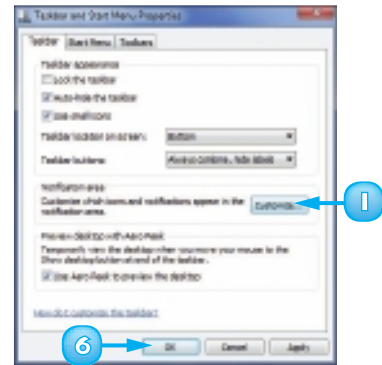 Taskbar and Start Menu Properties
Taskbar Start Menu Toolbars
Taskbar appearance
Lock the taskbar
Auto-hide the taskbar
Use small icons
Taskbar location on screen: Bottom
Taskbar buttons: Always combine, hide labels
Notification area
Customize which icons and notifications appear in the
notification area. Customize...
1
Preview desktop with Aero Peek
Temporarily view the desktop when you move your mouse to the
Show desktop button at end of the taskbar.
Use Aero Peek to preview the desktop
How do I customize the taskbar?
6
OK Cancel Apply